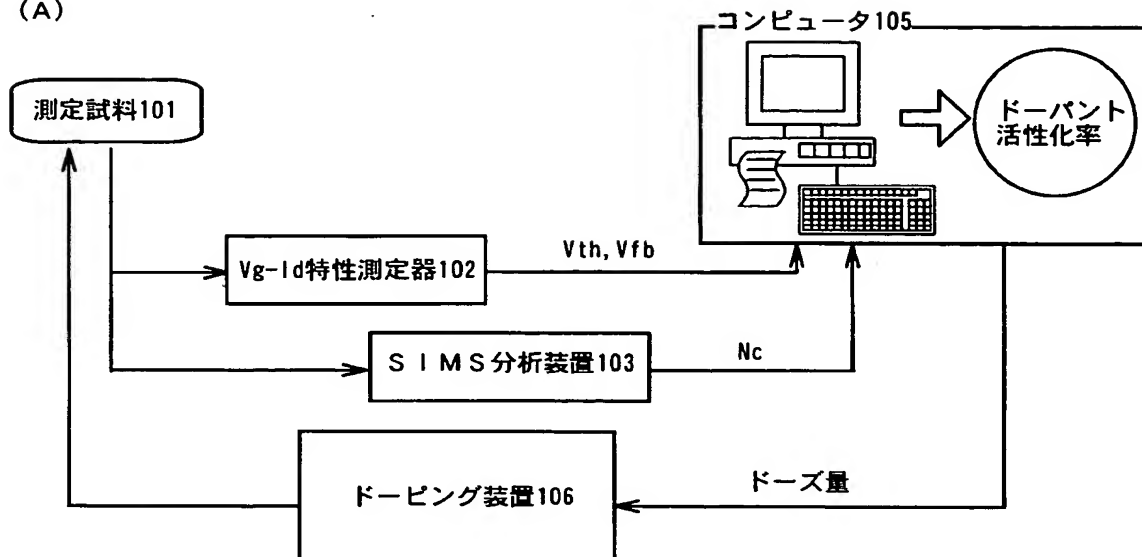 (A)
コンピュータ105
測定試料101
ドーパント
活性化率
Vg-Id特性測定器102
Vth, Vfb
SIMS分析装置103
Nc
ドーピング装置106
ドーズ量